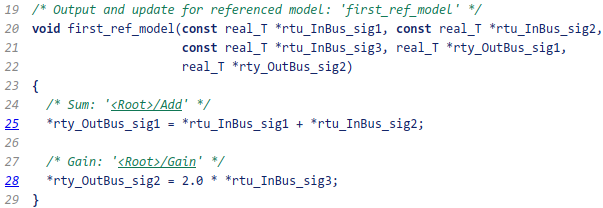 19 /* Output and update for referenced model: 'first_ref_model' */
20 void first_ref_model(const real_T *rtu_InBus_sig1, const real_T *rtu_InBus_sig2,
21 const real_T *rtu_InBus_sig3, real_T *rty_OutBus_sig1,
22 real_T *rty_OutBus_sig2)
23 {
24 /* Sum: '<Root>/Add' */
25 *rty_OutBus_sig1 = *rtu_InBus_sig1 + *rtu_InBus_sig2;
26
27 /* Gain: '<Root>/Gain' */
28 *rty_OutBus_sig2 = 2.0 * *rtu_InBus_sig3;
29 }